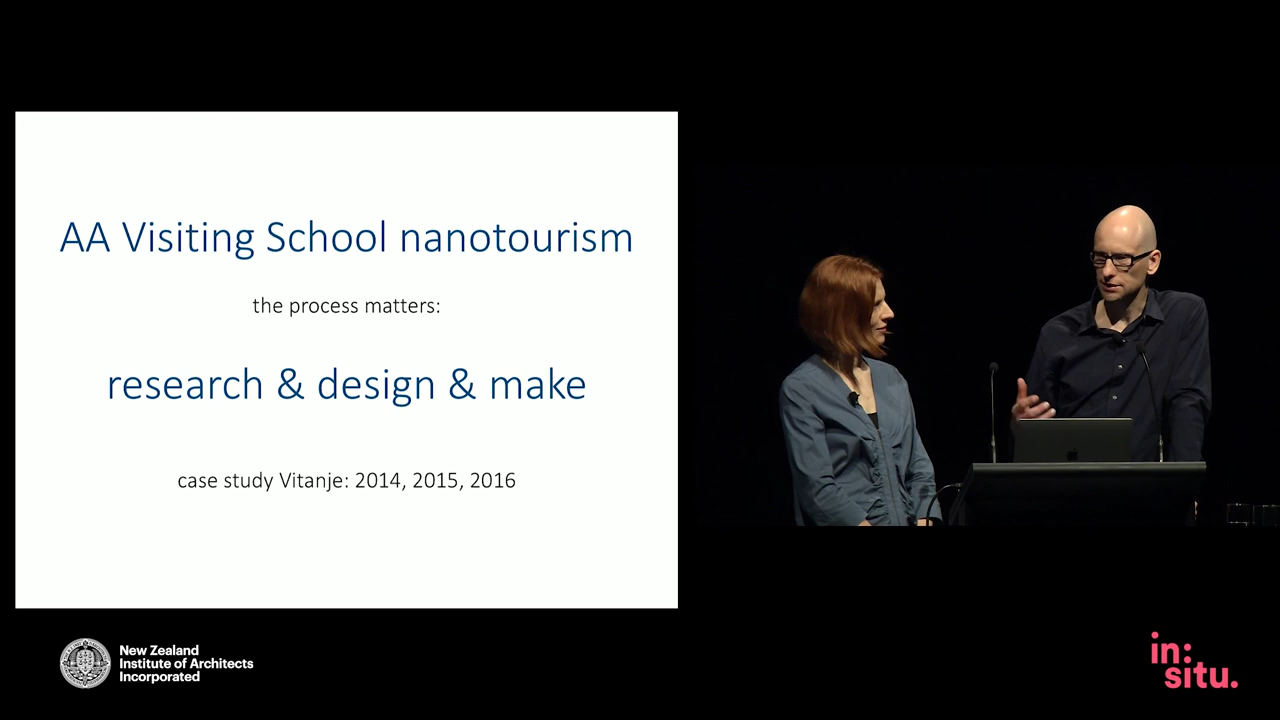 AA Visiting School nanotourism
the process matters:
research & design & make
case study Vitanje: 2014, 2015, 2016
New Zealand
Institute of Architects
Incorporated
in:
situ.